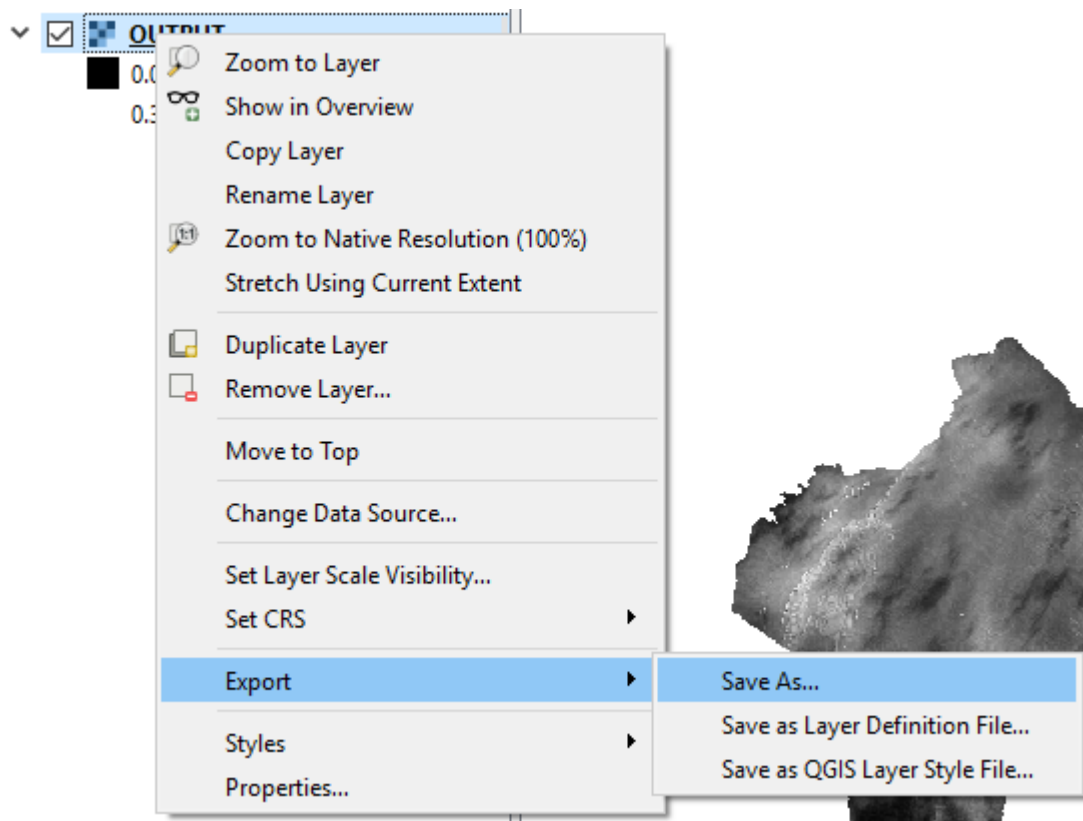 OUTPUT
Zoom to Layer
Show in Overview
Copy Layer
Rename Layer
1:1 Zoom to Native Resolution (100%)
Stretch Using Current Extent
Duplicate Layer
Remove Layer...
Move to Top
Change Data Source...
Set Layer Scale Visibility...
Set CRS
Export
Save As...
Save as Layer Definition File...
Save as QGIS Layer Style File...
Styles
Properties...